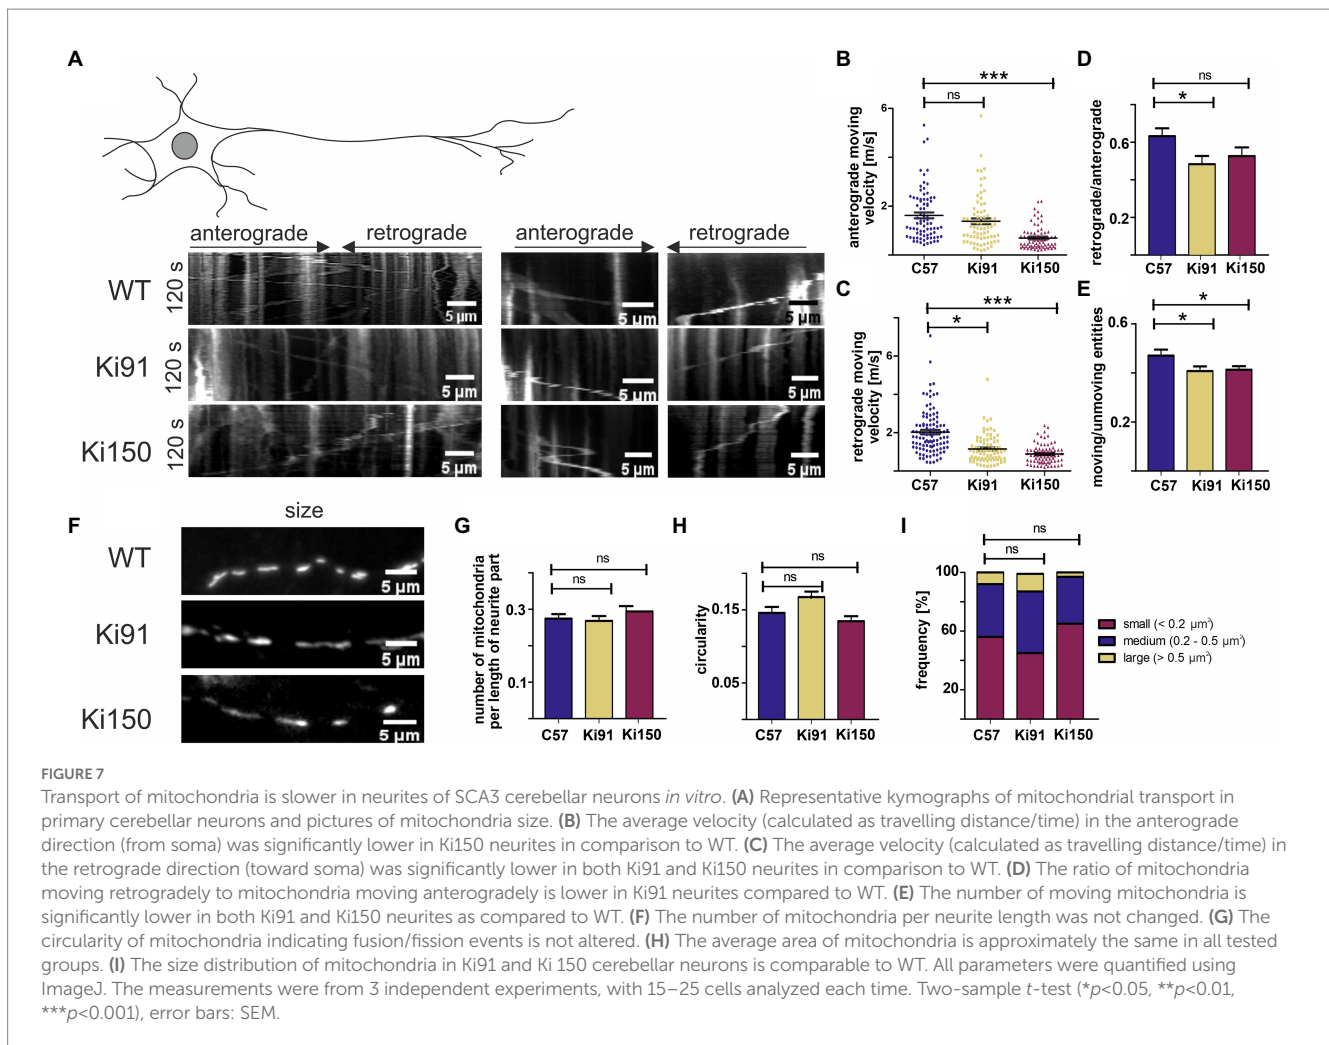 A
anterograde
retrograde
anterograde
retrograde
WT
120 s
5 µm
5 µm
5 µm
Ki91
120 s
5 µm
5 µm
5 µm
Ki150
120 s
5 µm
5 µm
5 µm
B
***
ns
anterograde moving
velocity [m/s]
6
2
C57
Ki91
Ki150
C
***
*
retrograde moving
velocity [m/s]
6
2
C57
Ki91
Ki150
D
ns
*
retrograde/anterograde
0.6
0.2
C57
Ki91
Ki150
E
*
*
moving/unmoving entities
0.6
0.2
C57
Ki91
Ki150
F
size
WT
5 µm
Ki91
5 µm
Ki150
5 µm
G
ns
ns
number of mitochondria
per length of neurite part
0.3
0.1
C57
Ki91
Ki150
H
ns
ns
circularity
0.15
0.05
C57
Ki91
Ki150
I
ns
ns
frequency [%]
100
60
20
C57
Ki91
Ki150
small (< 0.2 µm²)
medium (0.2 - 0.5 µm²)
large (> 0.5 µm²)
FIGURE 7
Transport of mitochondria is slower in neurites of SCA3 cerebellar neurons in vitro. (A) Representative kymographs of mitochondrial transport in
primary cerebellar neurons and pictures of mitochondria size. (B) The average velocity (calculated as travelling distance/time) in the anterograde
direction (from soma) was significantly lower in Ki150 neurites in comparison to WT. (C) The average velocity (calculated as travelling distance/time) in
the retrograde direction (toward soma) was significantly lower in both Ki91 and Ki150 neurites in comparison to WT. (D) The ratio of mitochondria
moving retrogradely to mitochondria moving anterogradely is lower in Ki91 neurites compared to WT. (E) The number of moving mitochondria is
significantly lower in both Ki91 and Ki150 neurites as compared to WT. (F) The number of mitochondria per neurite length was not changed. (G) The
circularity of mitochondria indicating fusion/fission events is not altered. (H) The average area of mitochondria is approximately the same in all tested
groups. (I) The size distribution of mitochondria in Ki91 and Ki 150 cerebellar neurons is comparable to WT. All parameters were quantified using
ImageJ. The measurements were from 3 independent experiments, with 15–25 cells analyzed each time. Two-sample t-test (*p<0.05, **p<0.01,
***p<0.001), error bars: SEM.